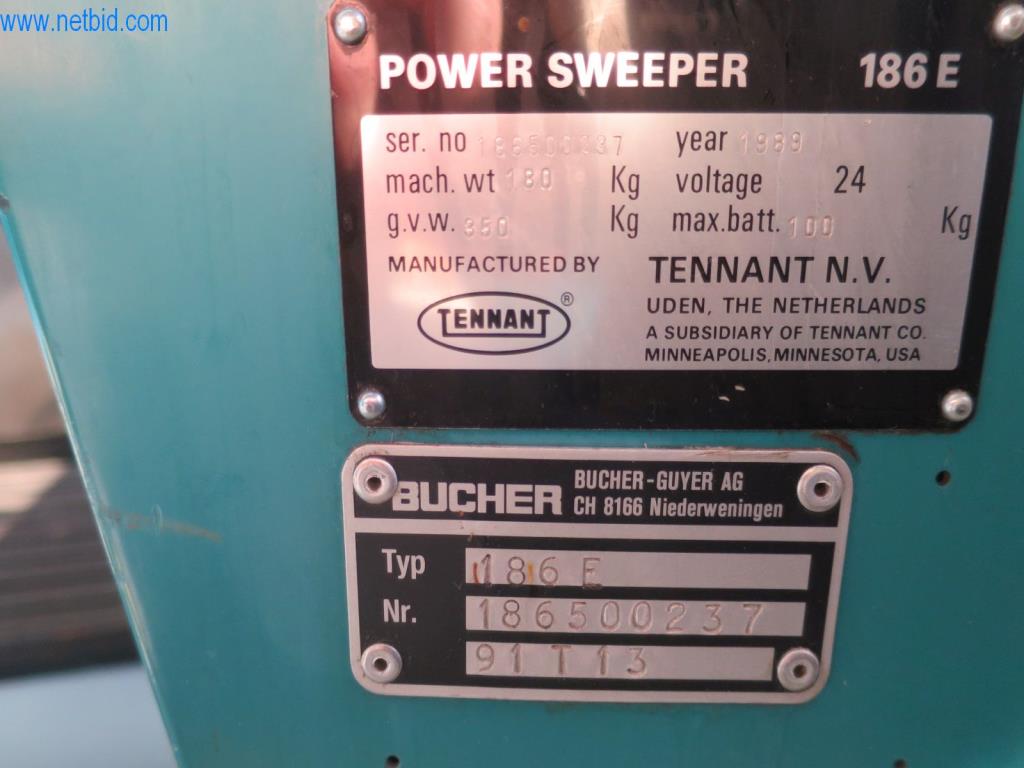 www.netbid.com
POWER SWEEPER 186 E
ser. no 186500237 year 1989
mach. wt 180 Kg voltage 24
g.v.w. 350 Kg max.batt. 100 Kg
MANUFACTURED BY TENNANT N.V.
TENNANT ® UDEN, THE NETHERLANDS
A SUBSIDIARY OF TENNANT CO.
MINNEAPOLIS, MINNESOTA, USA
BUCHER BUCHER-GUYER AG
CH 8166 Niederweningen
Typ 186 E
Nr. 186500237
91 T 13